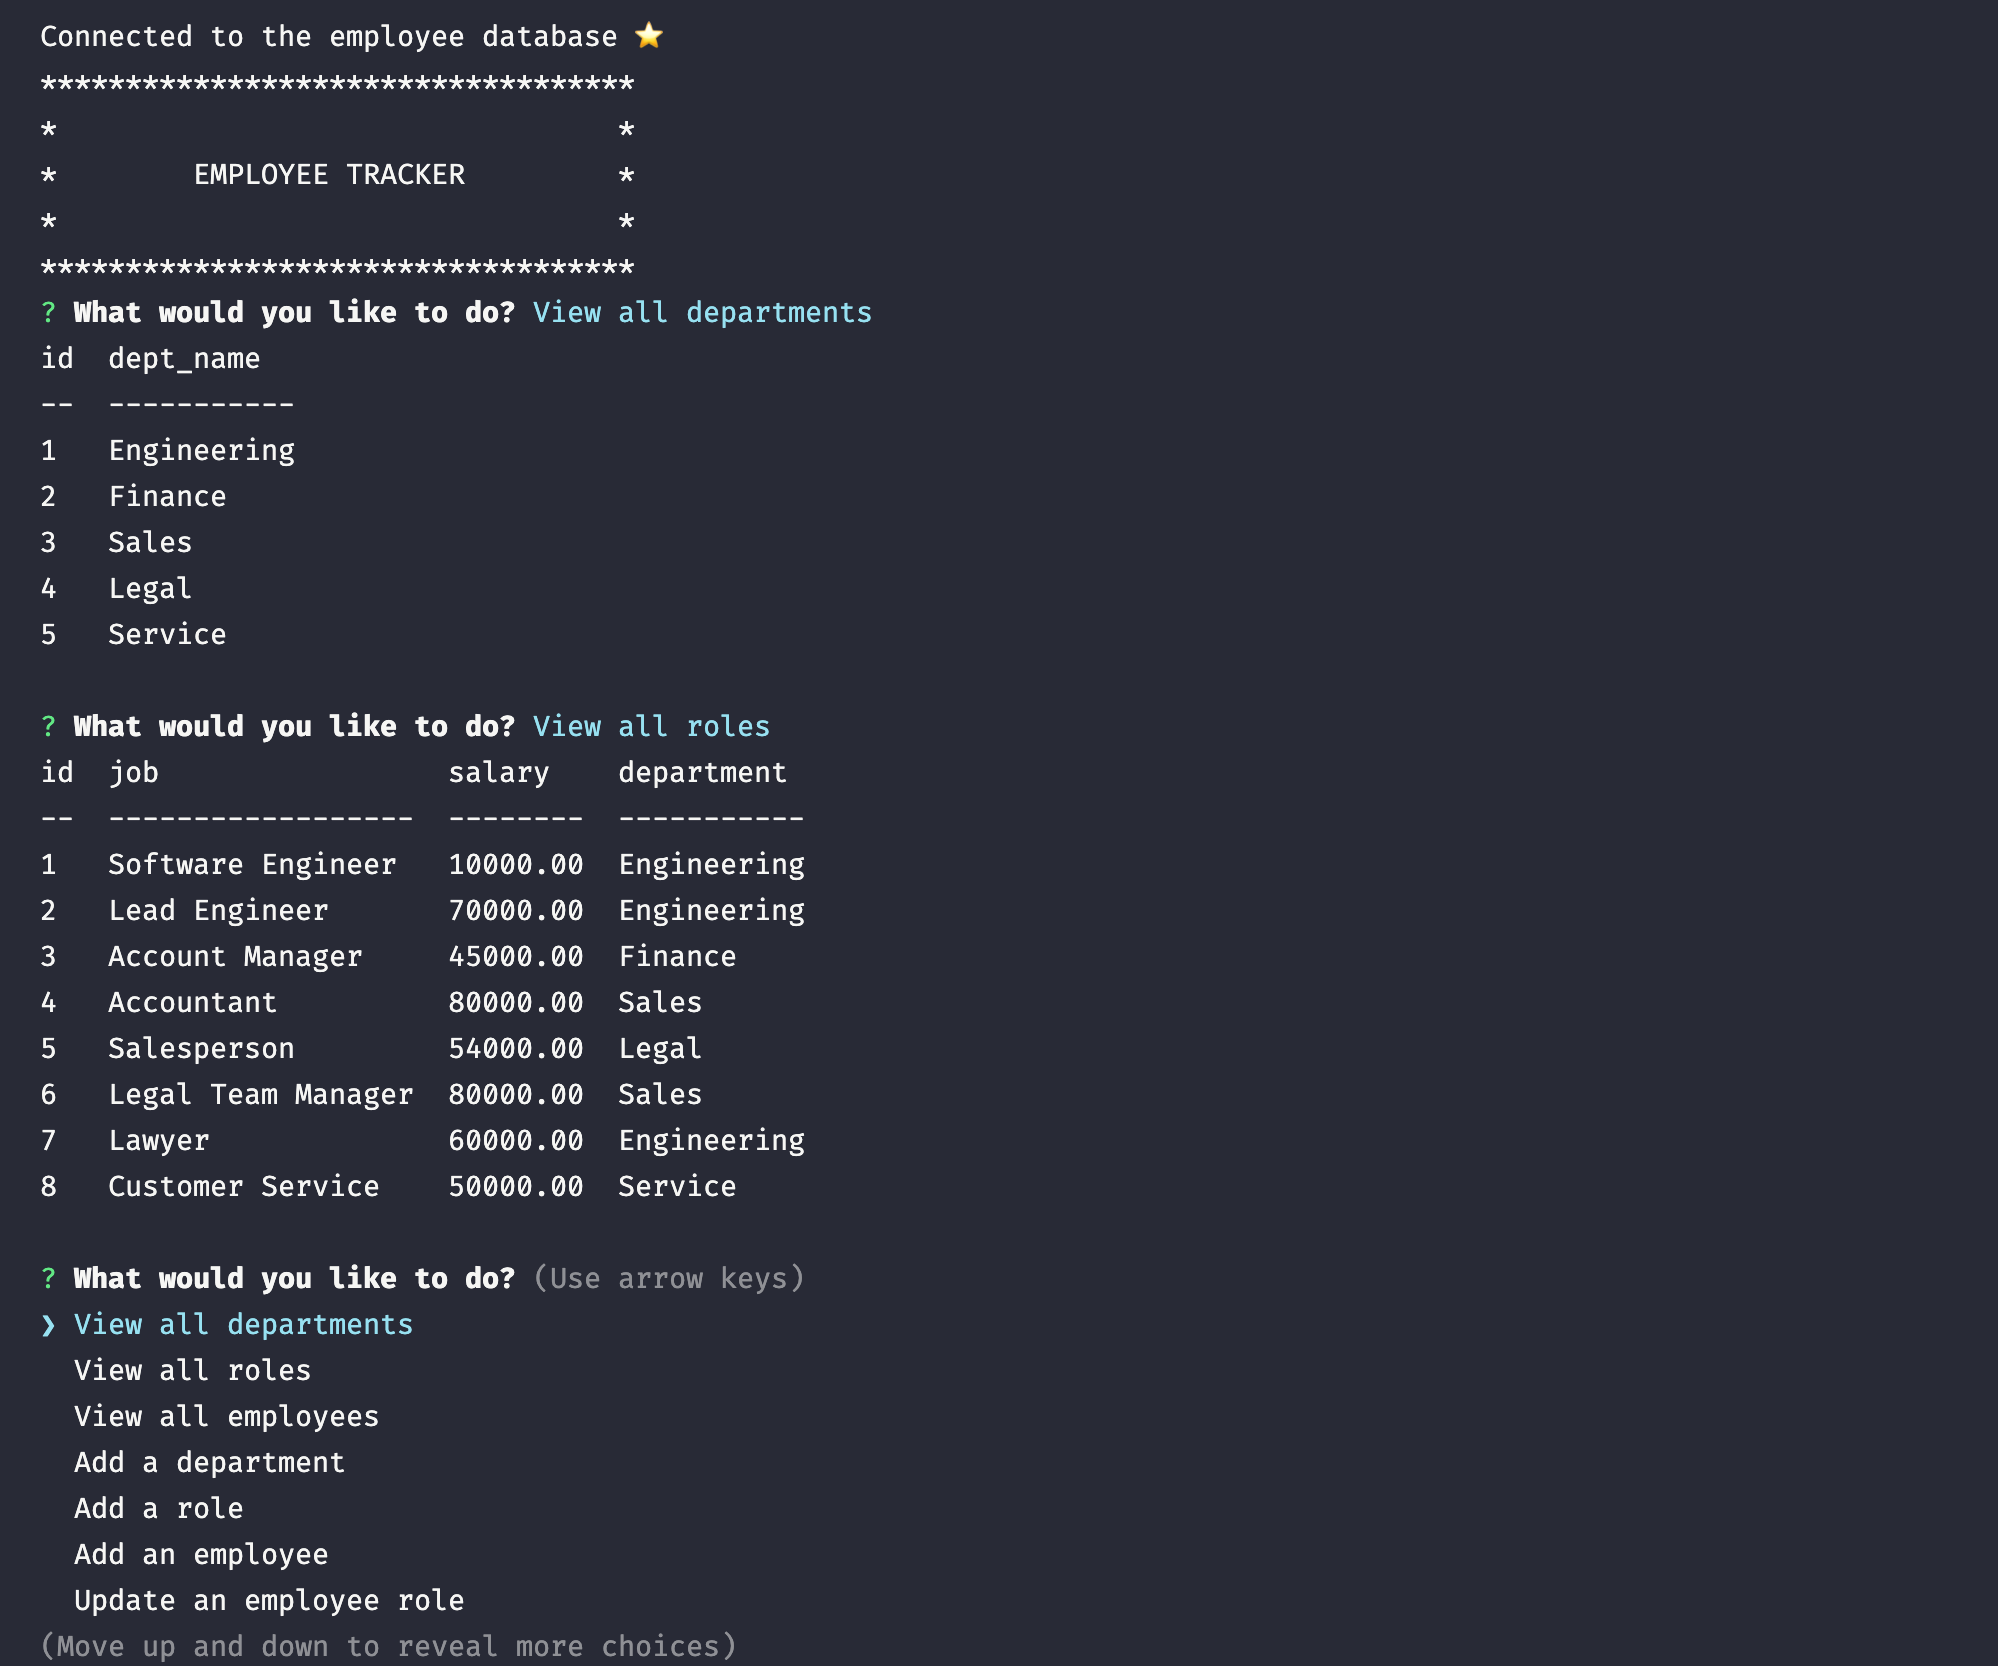 Connected to the employee database ⭐
***********************************
*                                 *
*        EMPLOYEE TRACKER         *
*                                 *
***********************************
? What would you like to do? View all departments
id  dept_name
--  -----------
1   Engineering
2   Finance
3   Sales
4   Legal
5   Service

? What would you like to do? View all roles
id  job                 salary    department
--  ------------------  --------  -----------
1   Software Engineer   10000.00  Engineering
2   Lead Engineer       70000.00  Engineering
3   Account Manager     45000.00  Finance
4   Accountant          80000.00  Sales
5   Salesperson         54000.00  Legal
6   Legal Team Manager  80000.00  Sales
7   Lawyer              60000.00  Engineering
8   Customer Service    50000.00  Service

? What would you like to do? (Use arrow keys)
❯ View all departments
  View all roles
  View all employees
  Add a department
  Add a role
  Add an employee
  Update an employee role
(Move up and down to reveal more choices)